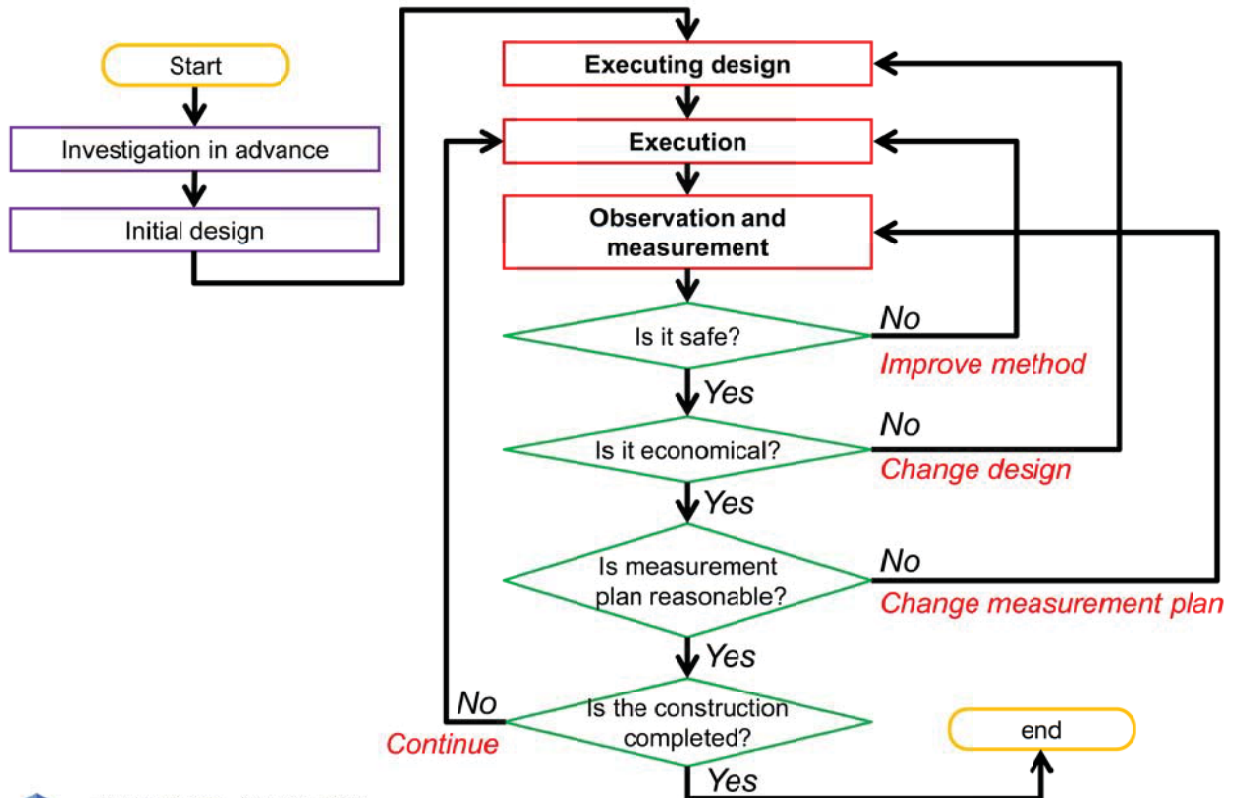 Start
Investigation in advance
Initial design
Executing design
Execution
Observation and
measurement
Is it safe?
No
Improve method
Yes
Is it economical?
No
Change design
Yes
Is measurement
plan reasonable?
No
Change measurement plan
Yes
Is the construction
completed?
No
Continue
Yes
end